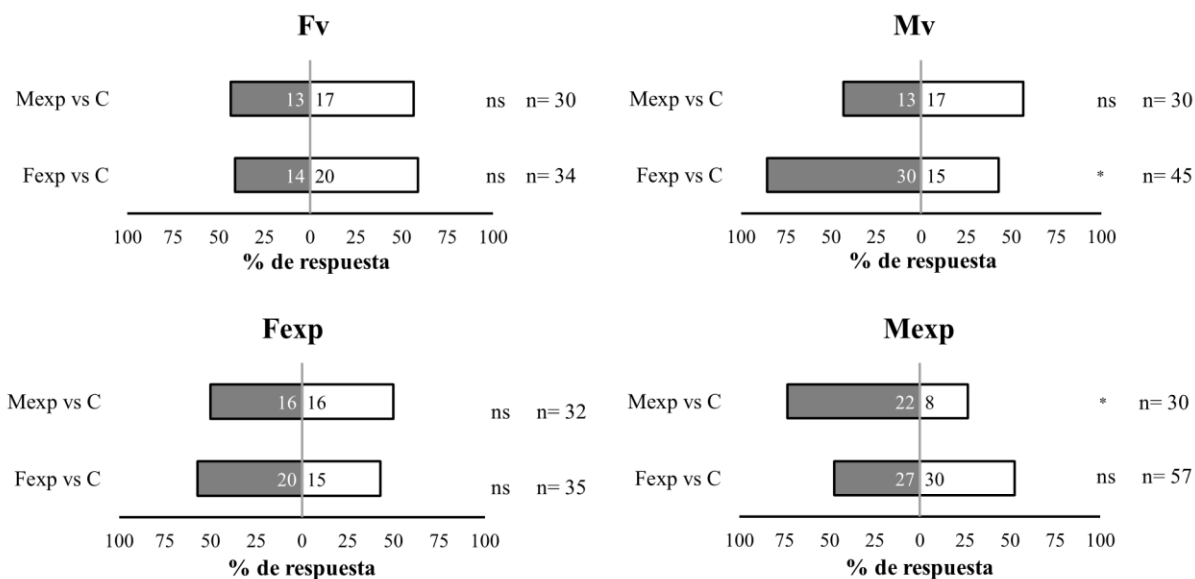 Fv
Mexp vs C 13 17 ns n= 30
Fexp vs C 14 20 ns n= 34
100 75 50 25 0 25 50 75 100
% de respuesta
Mv
Mexp vs C 13 17 ns n= 30
Fexp vs C 30 15 * n= 45
100 75 50 25 0 25 50 75 100
% de respuesta
Fexp
Mexp vs C 16 16 ns n= 32
Fexp vs C 20 15 ns n= 35
100 75 50 25 0 25 50 75 100
% de respuesta
Mexp
Mexp vs C 22 8 * n= 30
Fexp vs C 27 30 ns n= 57
100 75 50 25 0 25 50 75 100
% de respuesta